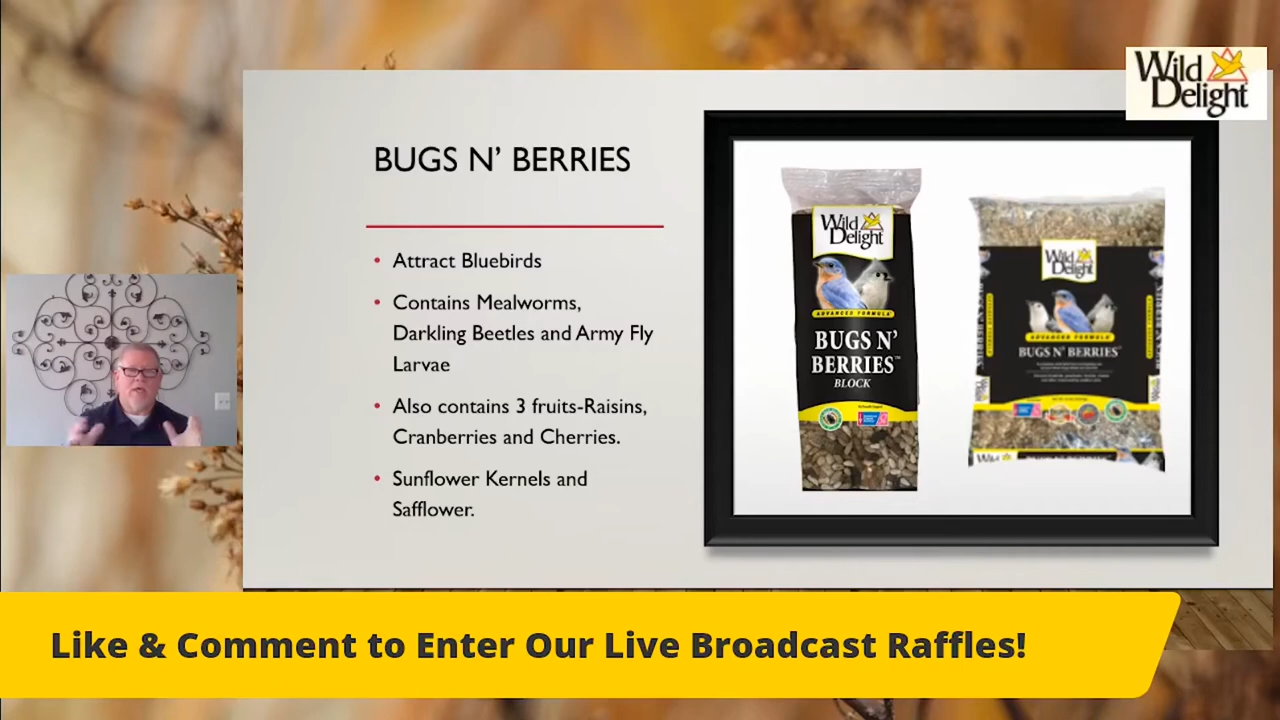 Wild
Delight
BUGS N' BERRIES
• Attract Bluebirds
• Contains Mealworms,
Darkling Beetles and Army Fly
Larvae
• Also contains 3 fruits-Raisins,
Cranberries and Cherries.
• Sunflower Kernels and
Safflower.
Wild
Delight
ADVANCED FORMULA
BUGS N'
BERRIES™
BLOCK
Wild
Delight
ADVANCED FORMULA
BUGS N' BERRIES™
Like & Comment to Enter Our Live Broadcast Raffles!